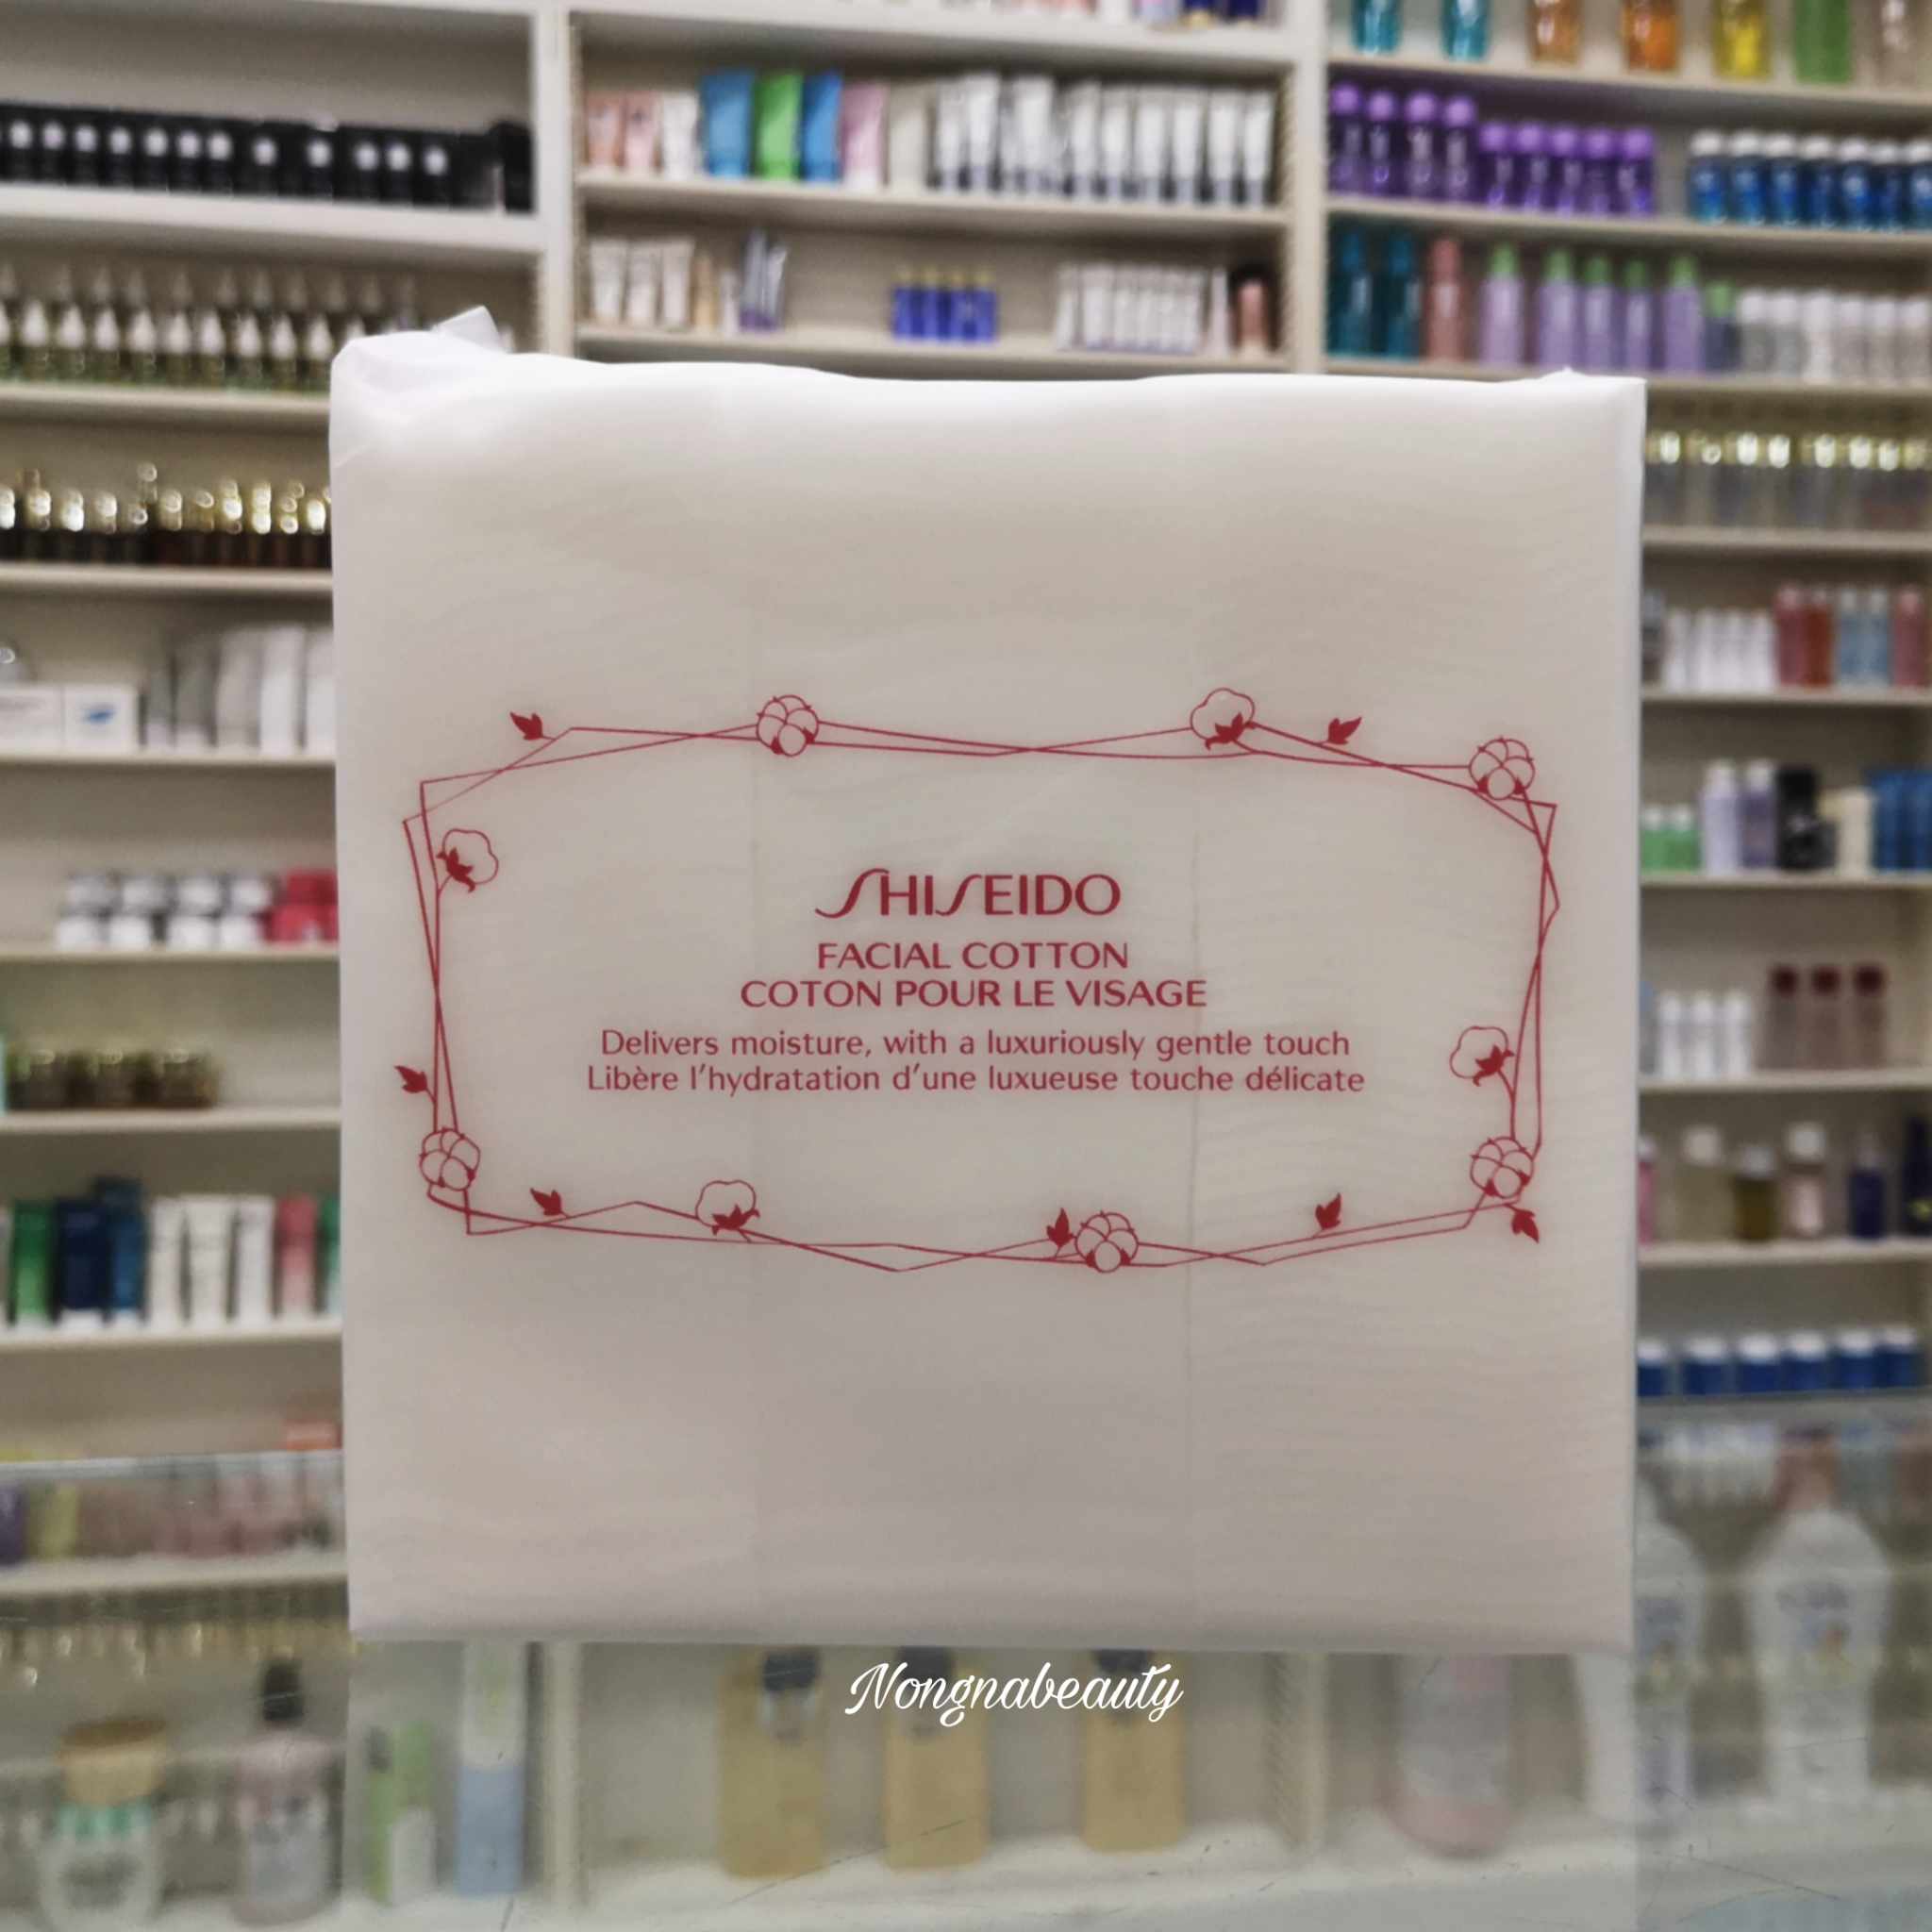 SHISEIDO
FACIAL COTTON
COTON POUR LE VISAGE
Delivers moisture, with a luxuriously gentle touch
Libère l'hydratation d'une luxueuse touche délicate
Nongnabeauty